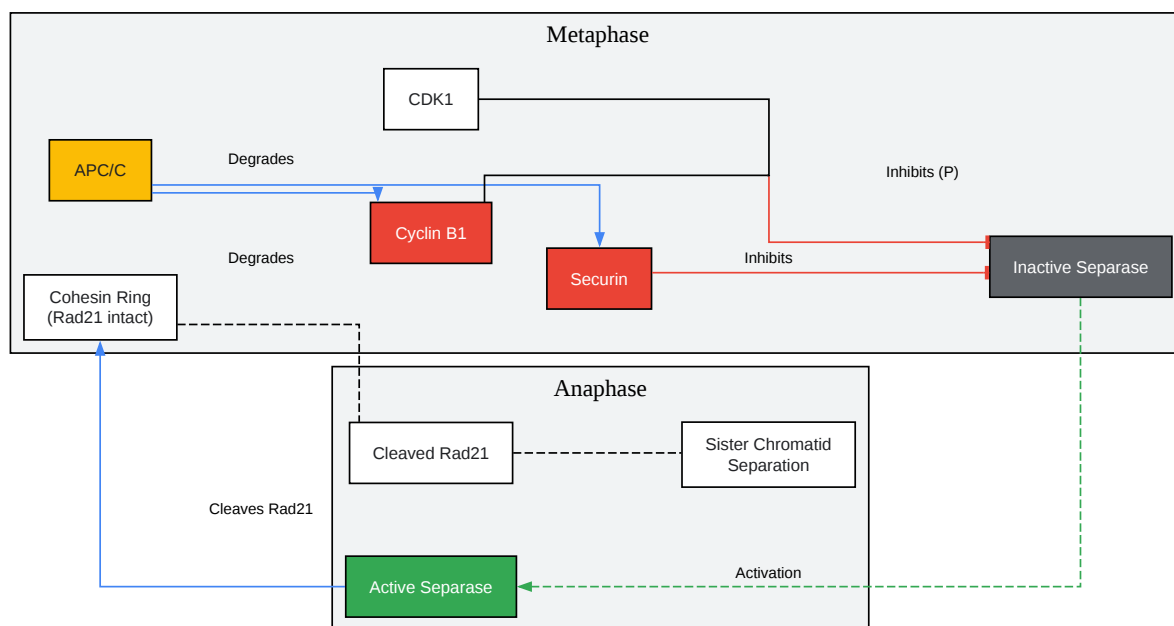 Metaphase
CDK1
APC/C
Degrades
Inhibits (P)
Cyclin B1
Degrades
Securin
Inhibits
Inactive Separase
Cohesin Ring
(Rad21 intact)
Anaphase
Cleaved Rad21
Sister Chromatid
Separation
Cleaves Rad21
Active Separase
Activation